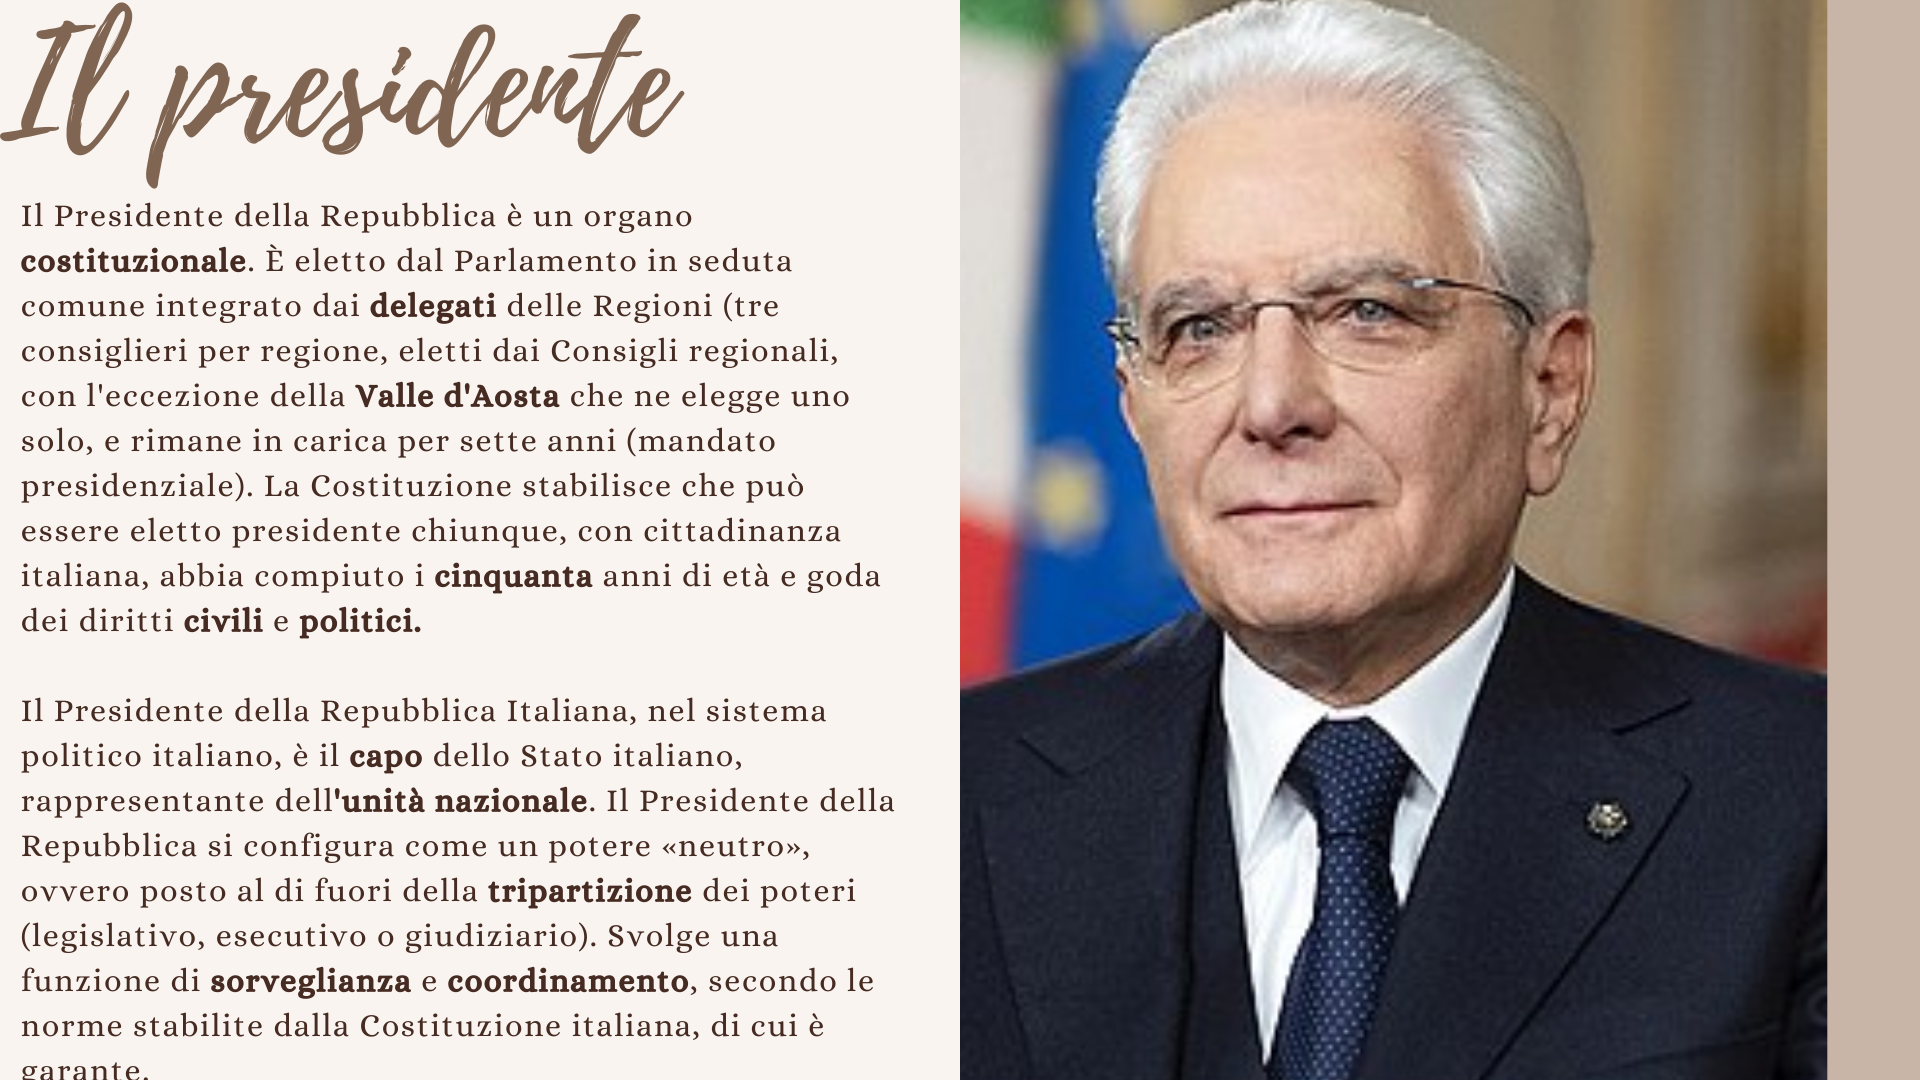 Il presidente
Il Presidente della Repubblica è un organo
costituzionale. È eletto dal Parlamento in seduta
comune integrato dai delegati delle Regioni (tre
consiglieri per regione, eletti dai Consigli regionali,
con l'eccezione della Valle d'Aosta che ne elegge uno
solo, e rimane in carica per sette anni (mandato
presidenziale). La Costituzione stabilisce che può
essere eletto presidente chiunque, con cittadinanza
italiana, abbia compiuto i cinquanta anni di età e goda
dei diritti civili e politici.
Il Presidente della Repubblica Italiana, nel sistema
politico italiano, è il capo dello Stato italiano,
rappresentante dell'unità nazionale. Il Presidente della
Repubblica si configura come un potere «neutro»,
ovvero posto al di fuori della tripartizione dei poteri
(legislativo, esecutivo o giudiziario). Svolge una
funzione di sorveglianza e coordinamento, secondo le
norme stabilite dalla Costituzione italiana, di cui è
garante.